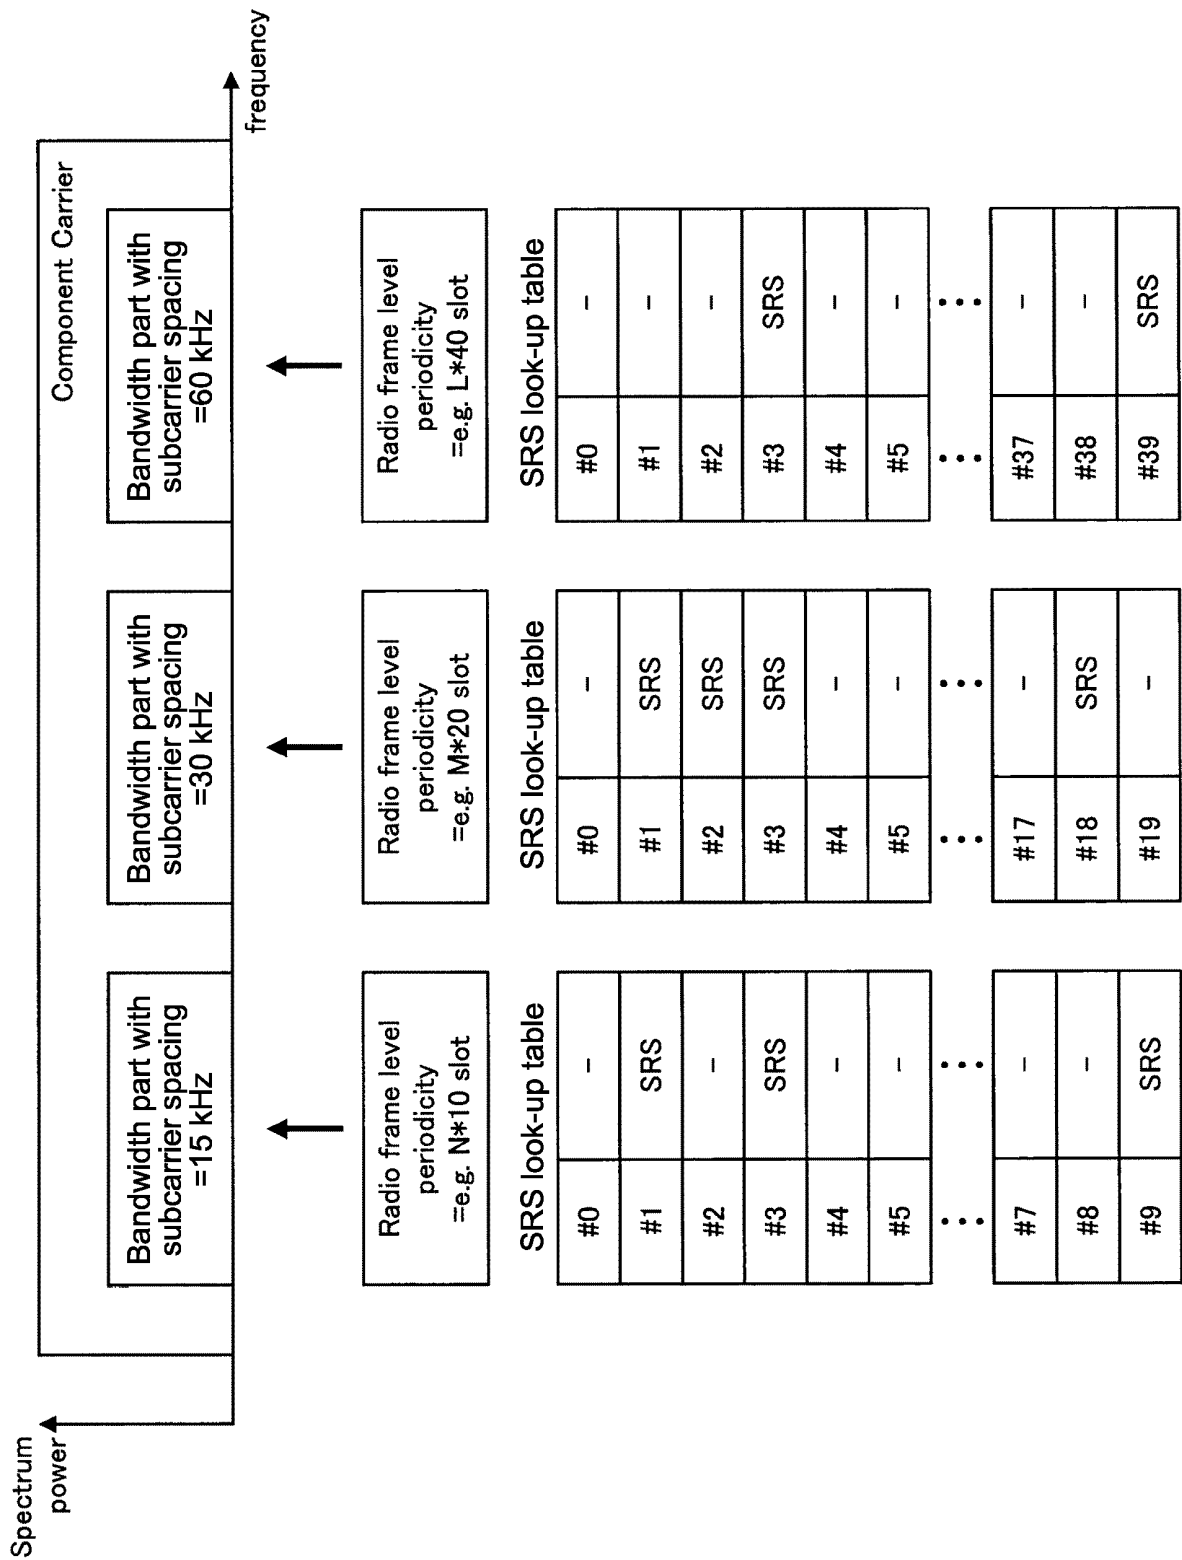 Spectrum
power
Component Carrier
Bandwidth part with
subcarrier spacing
=15 kHz
Bandwidth part with
subcarrier spacing
=30 kHz
Bandwidth part with
subcarrier spacing
=60 kHz
frequency
Radio frame level
periodicity
=e.g. N*10 slot
Radio frame level
periodicity
=e.g. M*20 slot
Radio frame level
periodicity
=e.g. L*40 slot
SRS look-up table
#0 –
#1 SRS
#2 –
#3 SRS
#4 –
#5 –
••• •••
#7 –
#8 –
#9 SRS
SRS look-up table
#0 –
#1 SRS
#2 SRS
#3 SRS
#4 –
#5 –
••• •••
#17 –
#18 SRS
#19 –
SRS look-up table
#0 –
#1 –
#2 –
#3 SRS
#4 –
#5 –
••• •••
#37 –
#38 –
#39 SRS